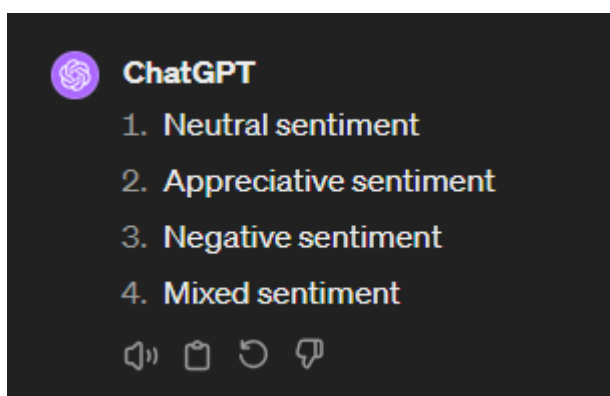 ChatGPT
1. Neutral sentiment
2. Appreciative sentiment
3. Negative sentiment
4. Mixed sentiment